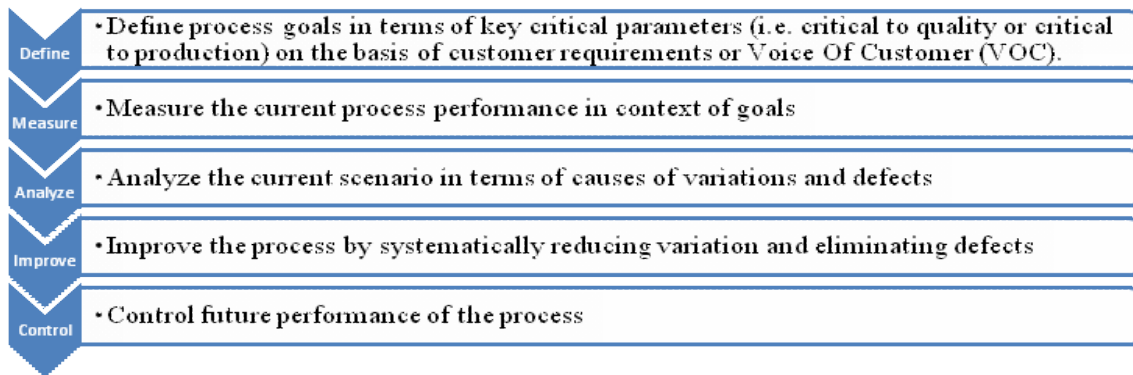 Define
• Define process goals in terms of key critical parameters (i.e. critical to quality or critical
to production) on the basis of customer requirements or Voice Of Customer (VOC).
Measure
• Measure the current process performance in context of goals
Analyze
• Analyze the current scenario in terms of causes of variations and defects
Improve
• Improve the process by systematically reducing variation and eliminating defects
Control
• Control future performance of the process